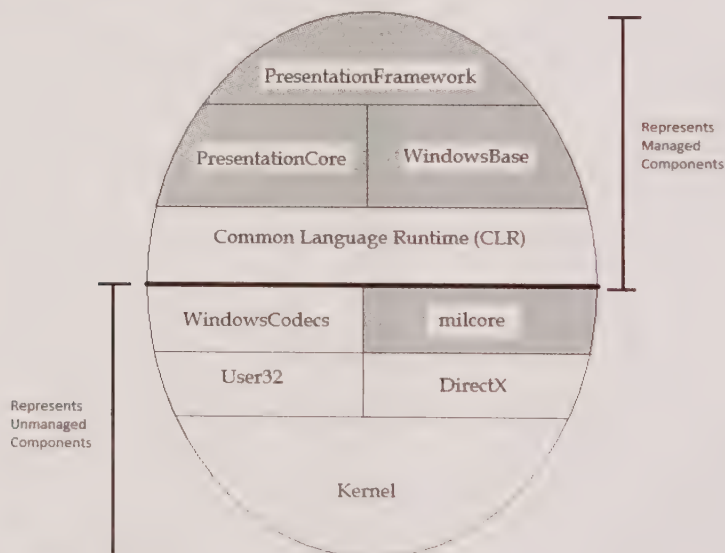 PresentationFramework
PresentationCore
WindowsBase
Represents
Managed
Components
Common Language Runtime (CLR)
WindowsCodecs
milcore
User32
DirectX
Represents
Unmanaged
Components
Kernel